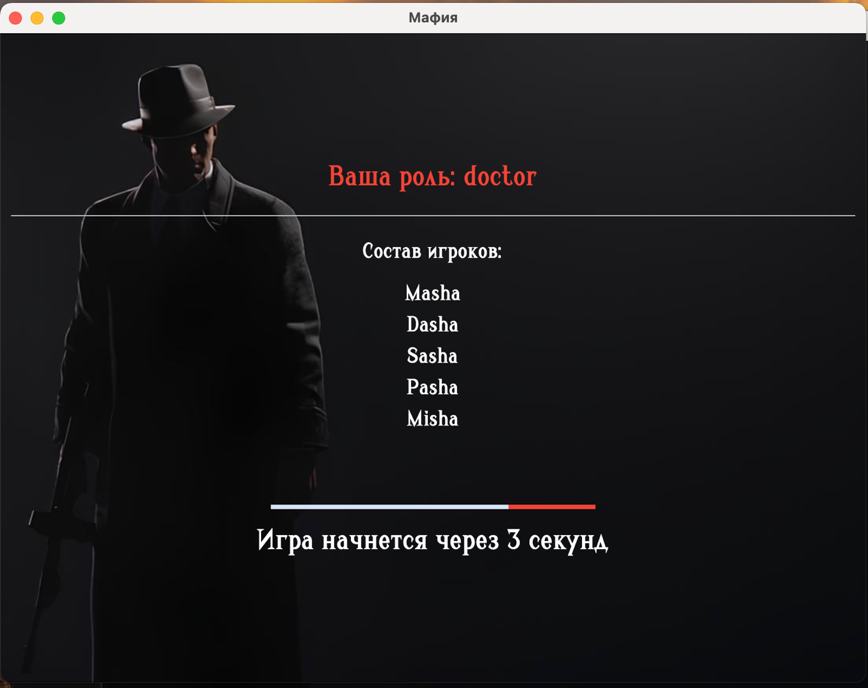 Мафия
Ваша роль: doctor
Состав игроков:
Masha
Dasha
Sasha
Pasha
Misha
Игра начнется через 3 секунд